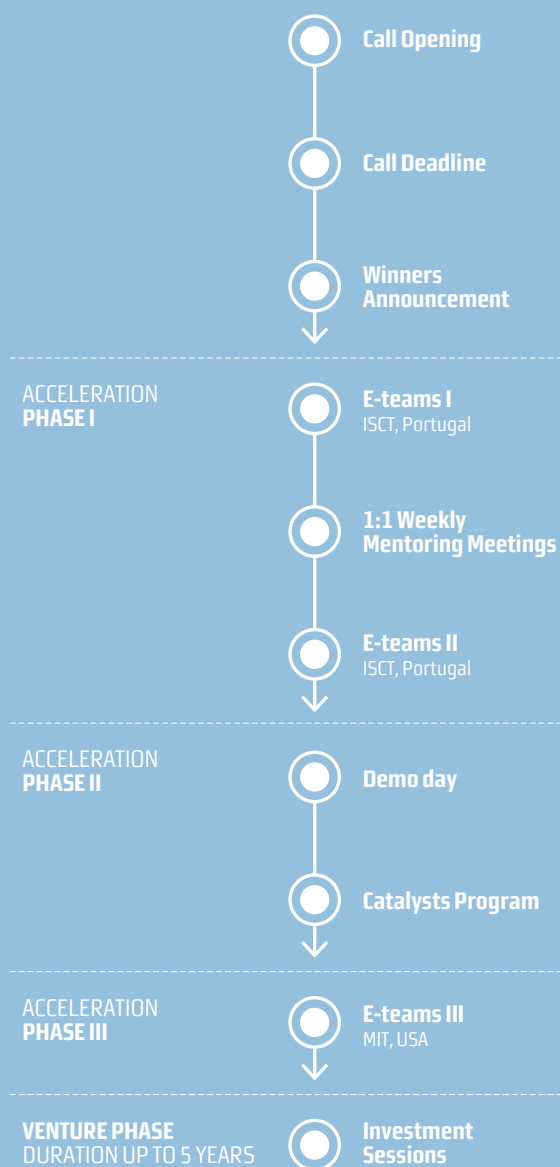 Call Opening
Call Deadline
Winners
Announcement
ACCELERATION
PHASE I
E-teams I
ISCT, Portugal
1:1 Weekly
Mentoring Meetings
E-teams II
ISCT, Portugal
ACCELERATION
PHASE II
Demo day
Catalysts Program
ACCELERATION
PHASE III
E-teams III
MIT, USA
VENTURE PHASE
DURATION UP TO 5 YEARS
Investment
Sessions